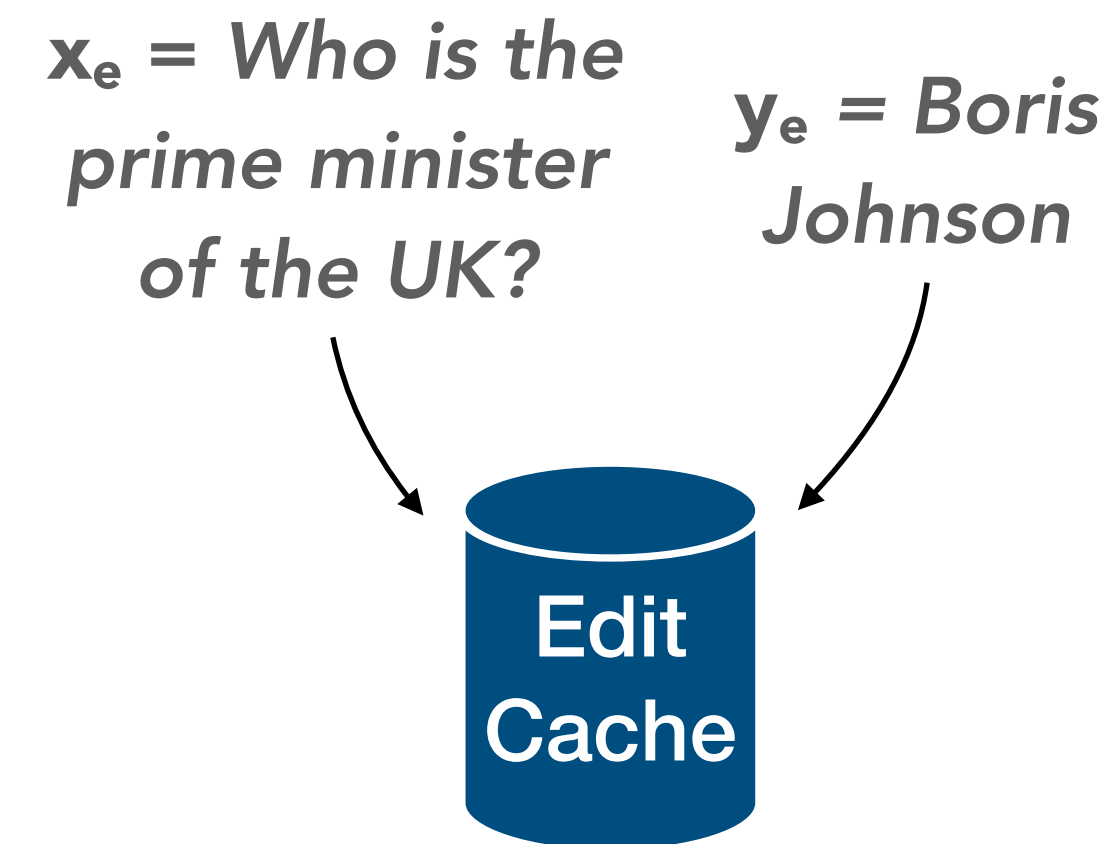 xₑ = Who is the
prime minister
of the UK?
yₑ = Boris
Johnson
Edit
Cache